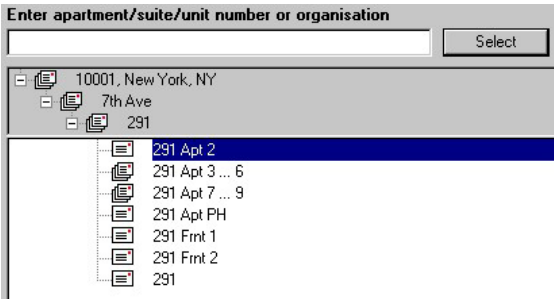 Enter apartment/suite/unit number or organisation
Select
10001, New York, NY
7th Ave
291
291 Apt 2
291 Apt 3 ... 6
291 Apt 7 ... 9
291 Apt PH
291 Frnt 1
291 Frnt 2
291